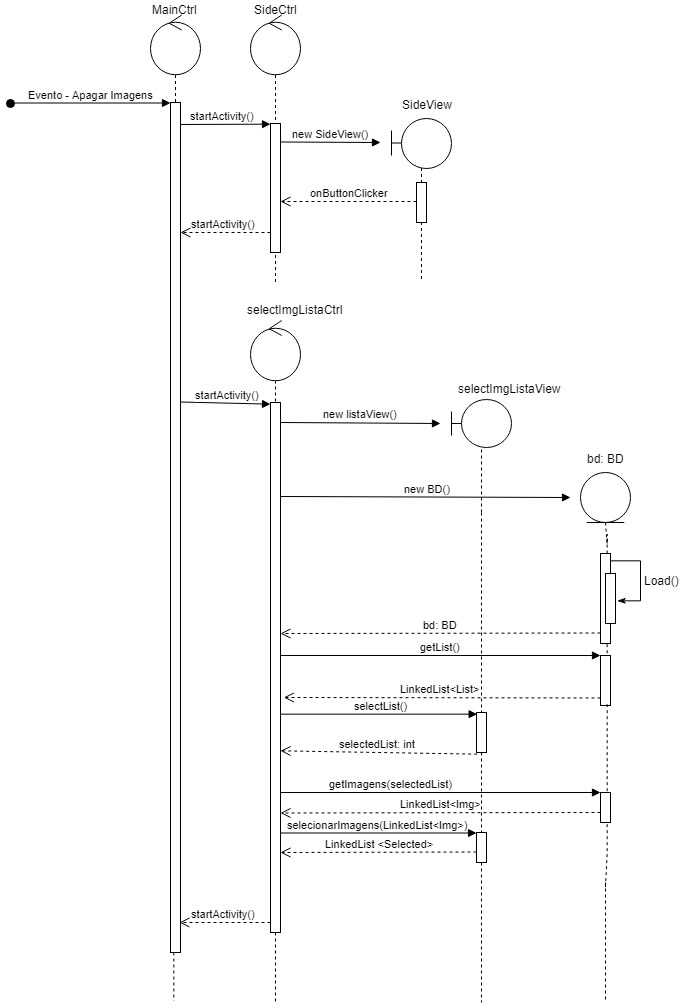 MainCtrl
SideCtrl
Evento - Apagar Imagens
SideView
startActivity()
new SideView()
onButtonClicker
startActivity()
selectImgListaCtrl
selectImgListaView
startActivity()
new listaView()
bd: BD
new BD()
Load()
bd: BD
getList()
LinkedList<List>
selectList()
selectedList: int
getImagens(selectedList)
LinkedList<Img>
selecionarImagens(LinkedList<Img>)
LinkedList <Selected>
startActivity()